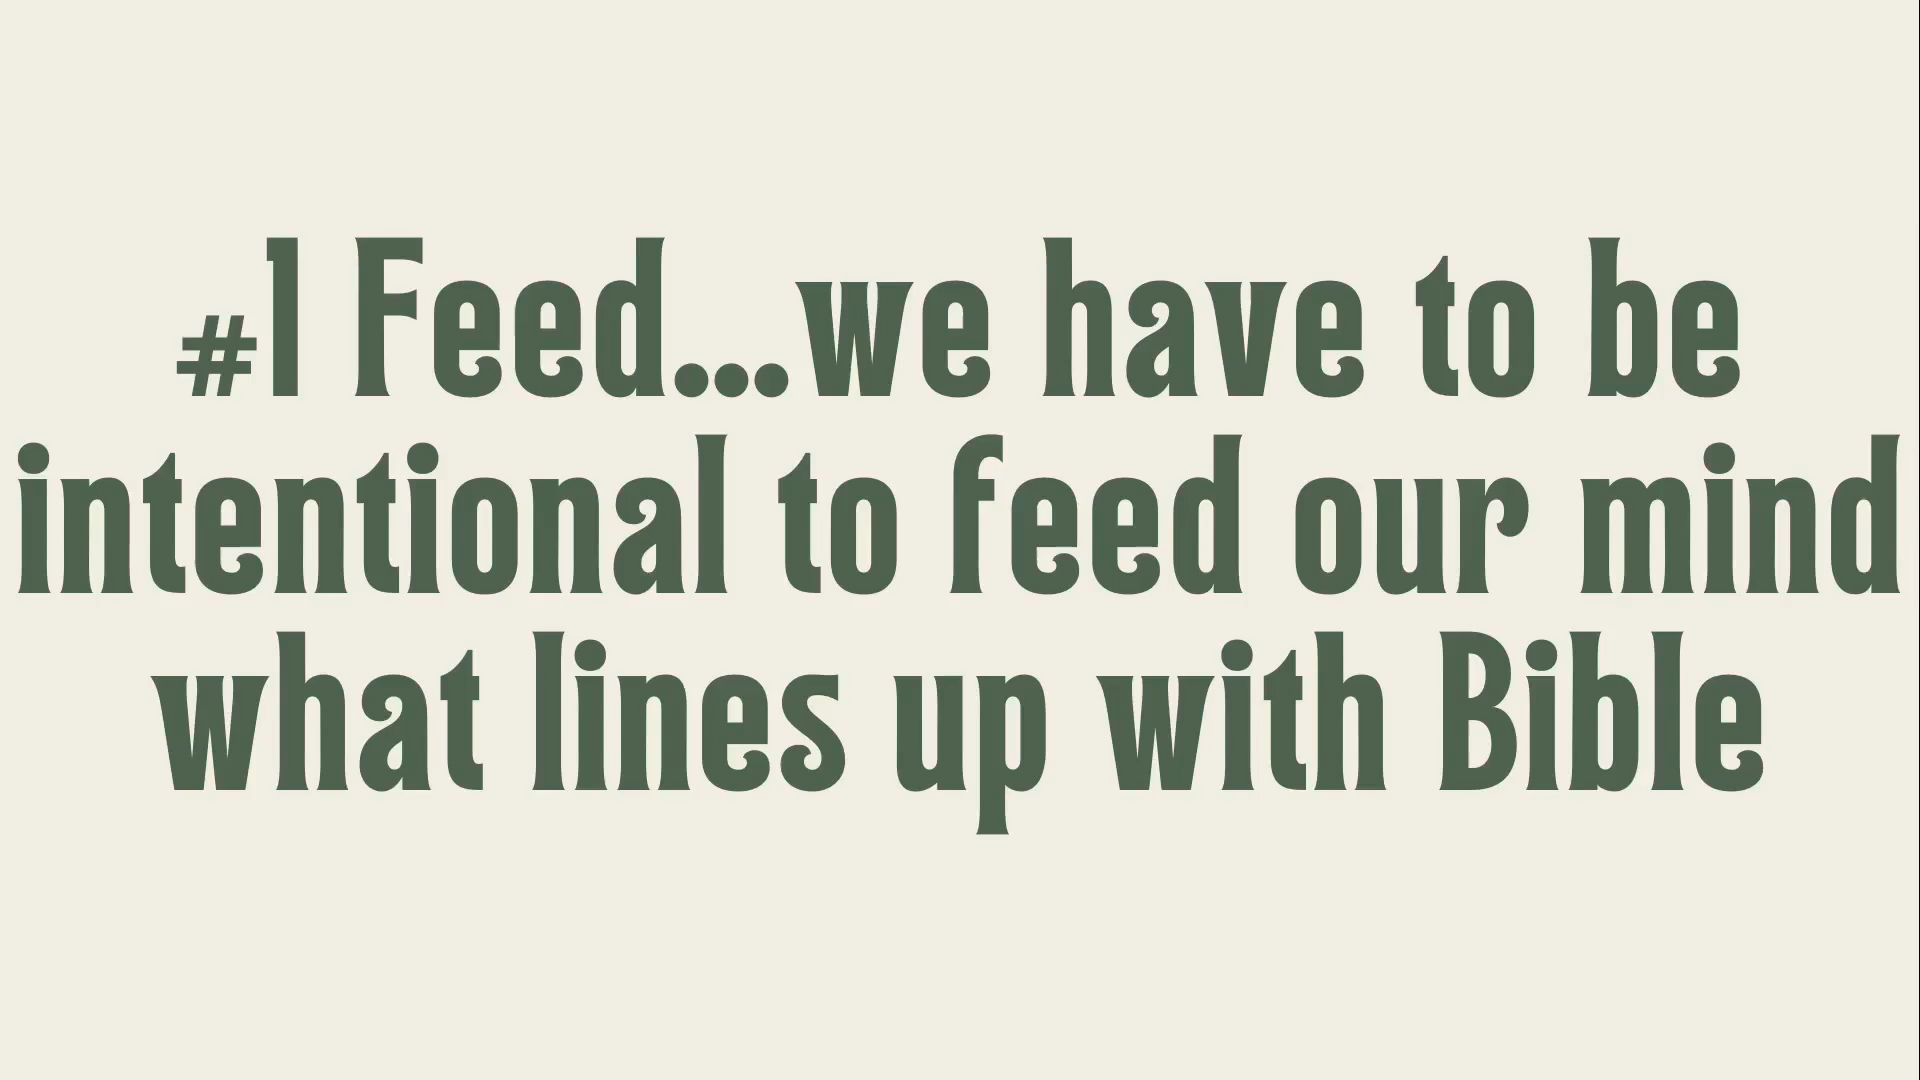 #1 Feed...we have to be
intentional to feed our mind
what lines up with Bible